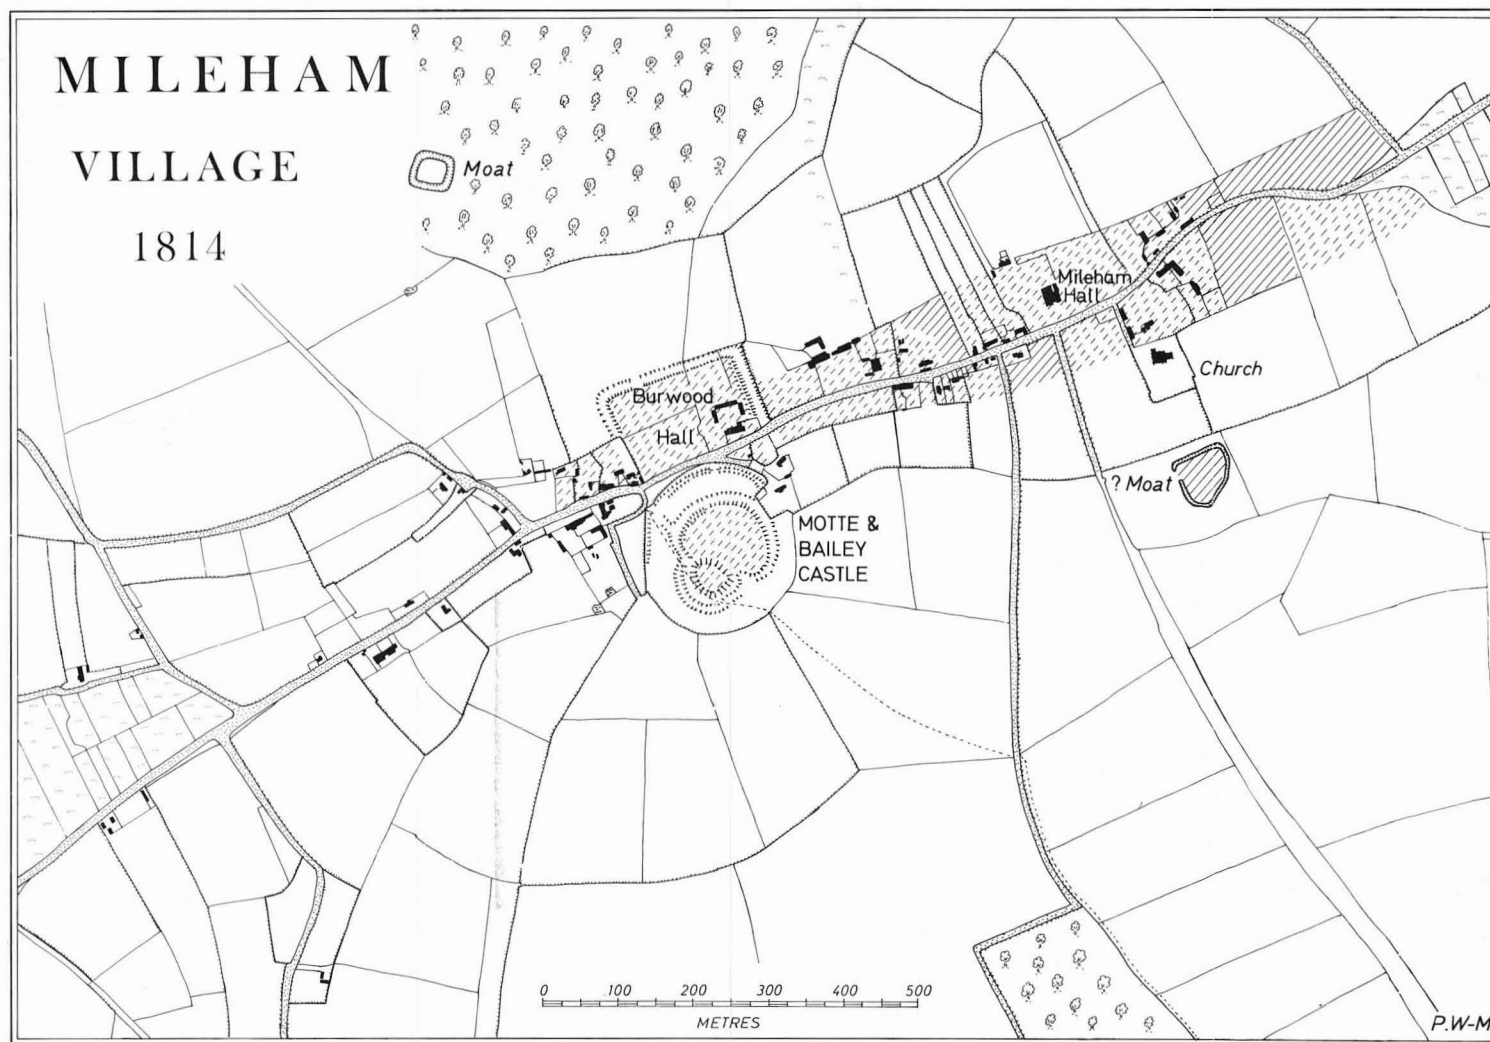 MILEHAM
VILLAGE
1814
Moat
Mileham
Hall
Church
Burwood
Hall
? Moat
MOTTE &
BAILEY
CASTLE
0 100 200 300 400 500
METRES
P.W-M